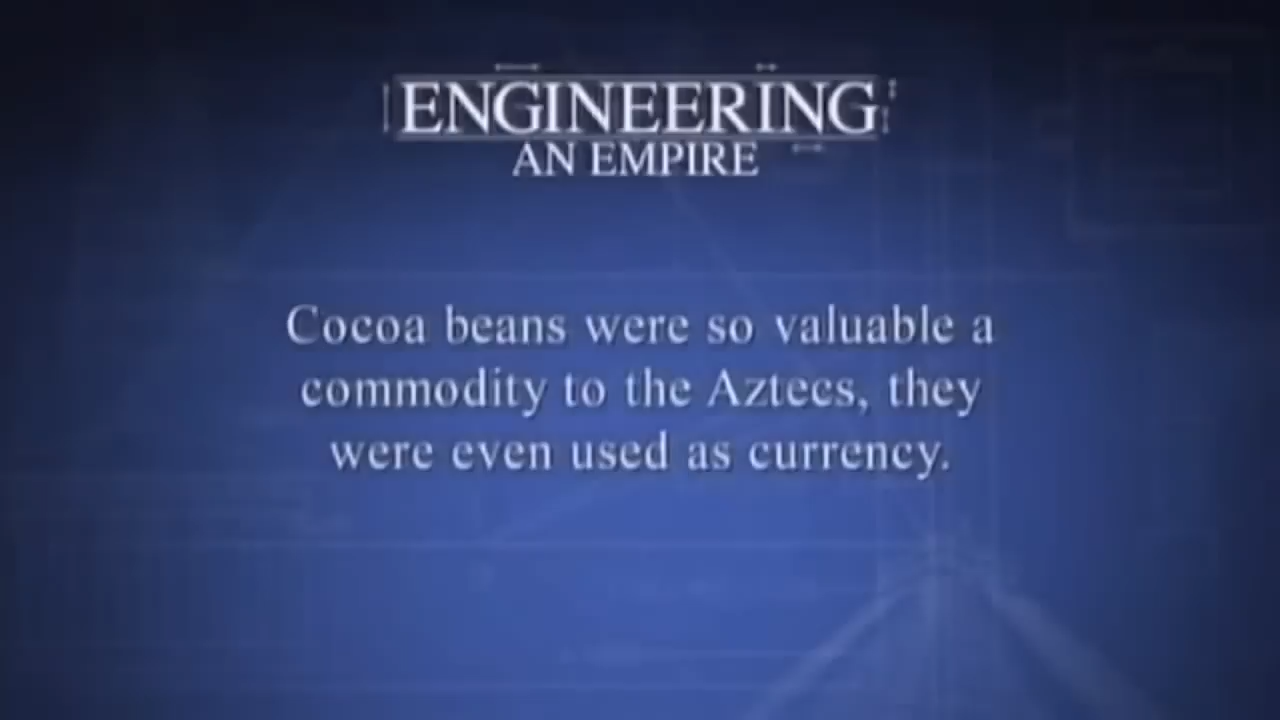 ENGINEERING
AN EMPIRE
Cocoa beans were so valuable a
commodity to the Aztecs, they
were even used as currency.